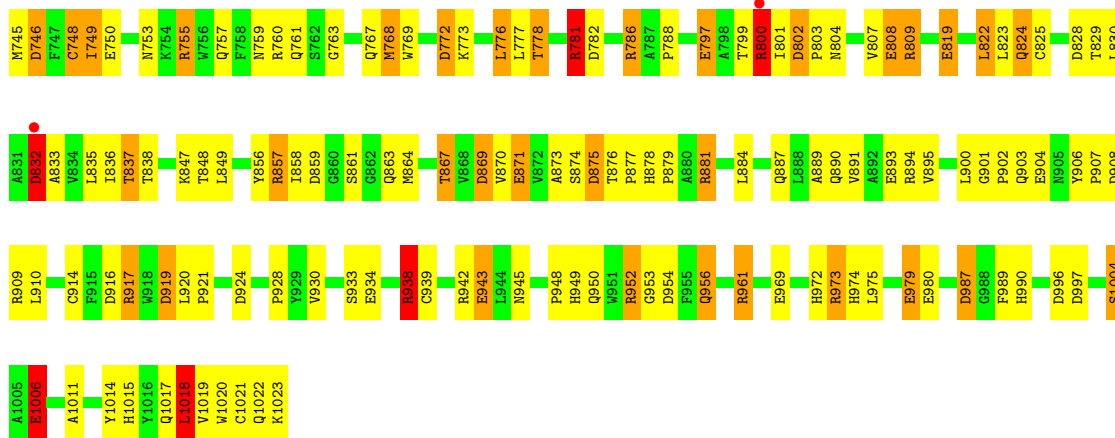 M745 D746 F747 C748 I749 E750 N753 K754 R755 W756 Q757 F758 N759 R760 Q761 S762 G763 Q767 M768 W769 D772 K773 L776 L777 T778 R781 D782 R786 A787 P788 E797 A798 T799 R800 I801 D802 P803 N804 V807 E808 R809 E819 L822 L823 Q824 C825 D828 T829 L830
A831 D832 A833 V834 L835 I836 T837 T838 K847 T848 L849 Y856 R857 I858 D859 G860 S861 G862 Q863 M864 T867 V868 D869 V870 E871 V872 A873 S874 D875 T876 P877 H878 P879 A880 R881 L884 Q887 L888 A889 Q890 V891 A892 E893 R894 V895 L900 G901 P902 Q903 E904 N905 Y906 P907 D908
R909 L910 C914 F915 D916 R917 W918 D919 L920 P921 D924 P928 Y929 V930 S933 E934 R938 C939 R942 E943 L944 N945 P948 H949 Q950 W951 R952 G953 D954 F955 Q956 R961 E969 H972 R973 H974 L975 E979 E980 D987 G988 F989 H990 D996 D997 S1004
A1005 E1006 A1011 Y1014 H1015 Y1016 Q1017 L1018 V1019 W1020 C1021 Q1022 K1023